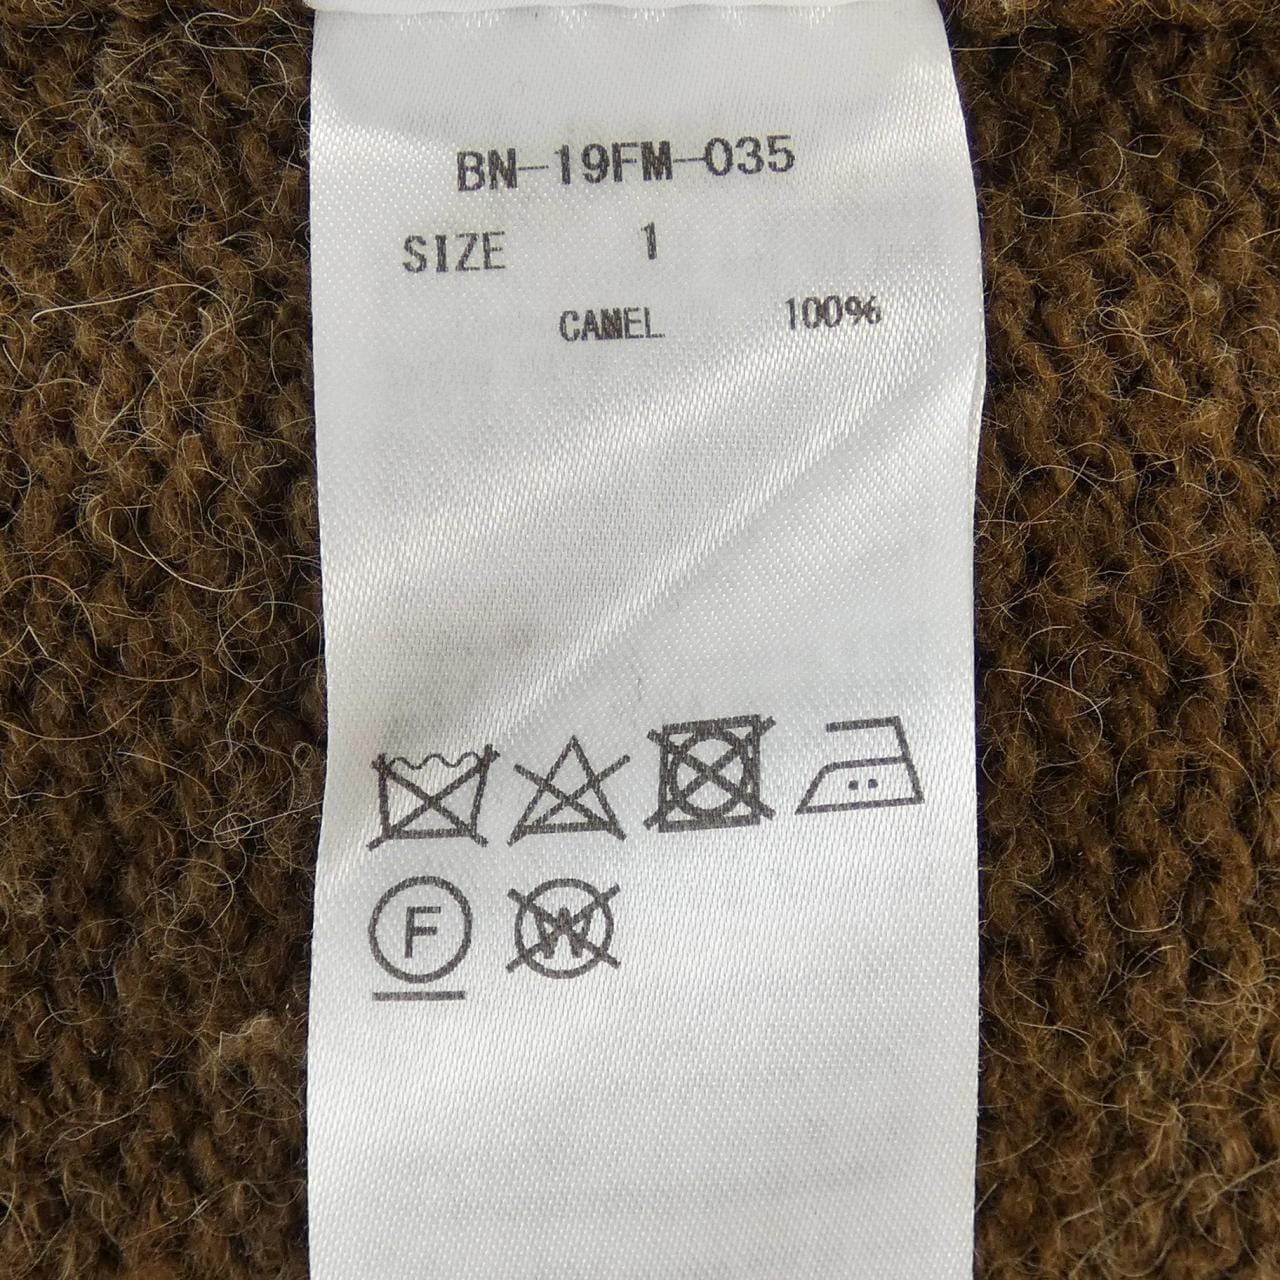 BN-19FM-035
SIZE 1
CAMEL 100%
F
W